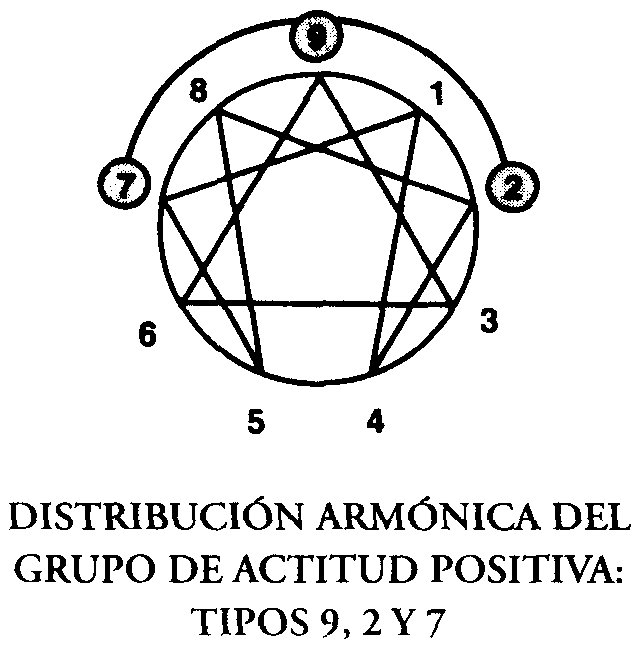 9
8 1
7 2
6 3
5 4
DISTRIBUCIÓN ARMÓNICA DEL
GRUPO DE ACTITUD POSITIVA:
TIPOS 9, 2 Y 7